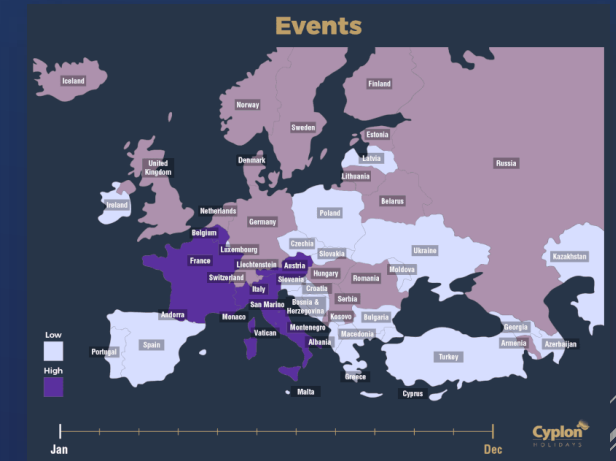 Events
Iceland
Norway
Finland
Sweden
Estonia
Russia
United
Kingdom
Denmark
Latvia
Lithuania
Ireland
Belarus
Netherlands
Poland
Germany
Belgium
Luxembourg
Czechia
Slovakia
Ukraine
France
Liechtenstein
Austria
Kazakhstan
Switzerland
Slovenia
Hungary
Moldova
Romania
Italy
Croatia
San Marino
Bosnia &
Herzegovina
Serbia
Andorra
Monaco
Kosovo
Bulgaria
Vatican
Montenegro
Macedonia
Georgia
Albania
Armenia
Azerbaijan
Low
Portugal
Spain
Turkey
High
Greece
Malta
Cyprus
Jan
Dec
Cyplon
HOLIDAYS